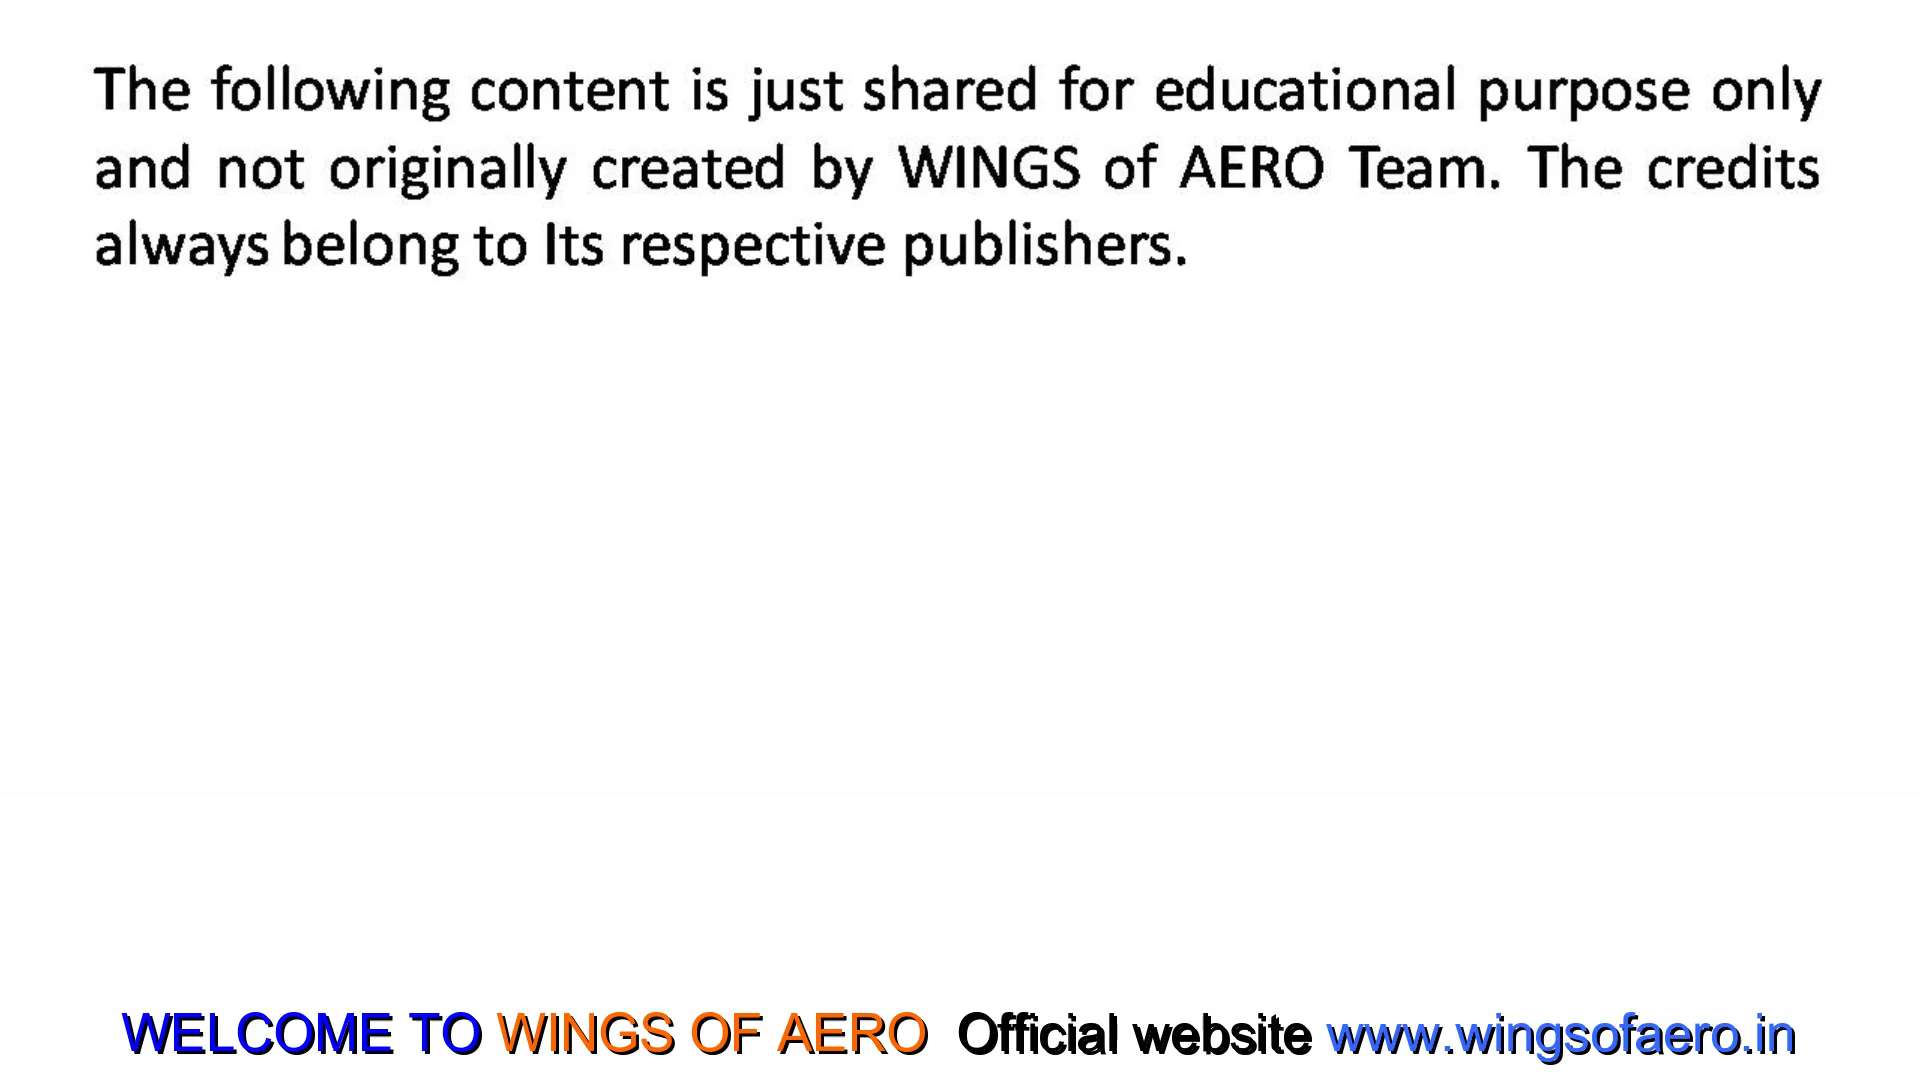 The following content is just shared for educational purpose only
and not originally created by WINGS of AERO Team. The credits
always belong to Its respective publishers.
WELCOME TO WINGS OF AERO Official website www.wingsofaero.in